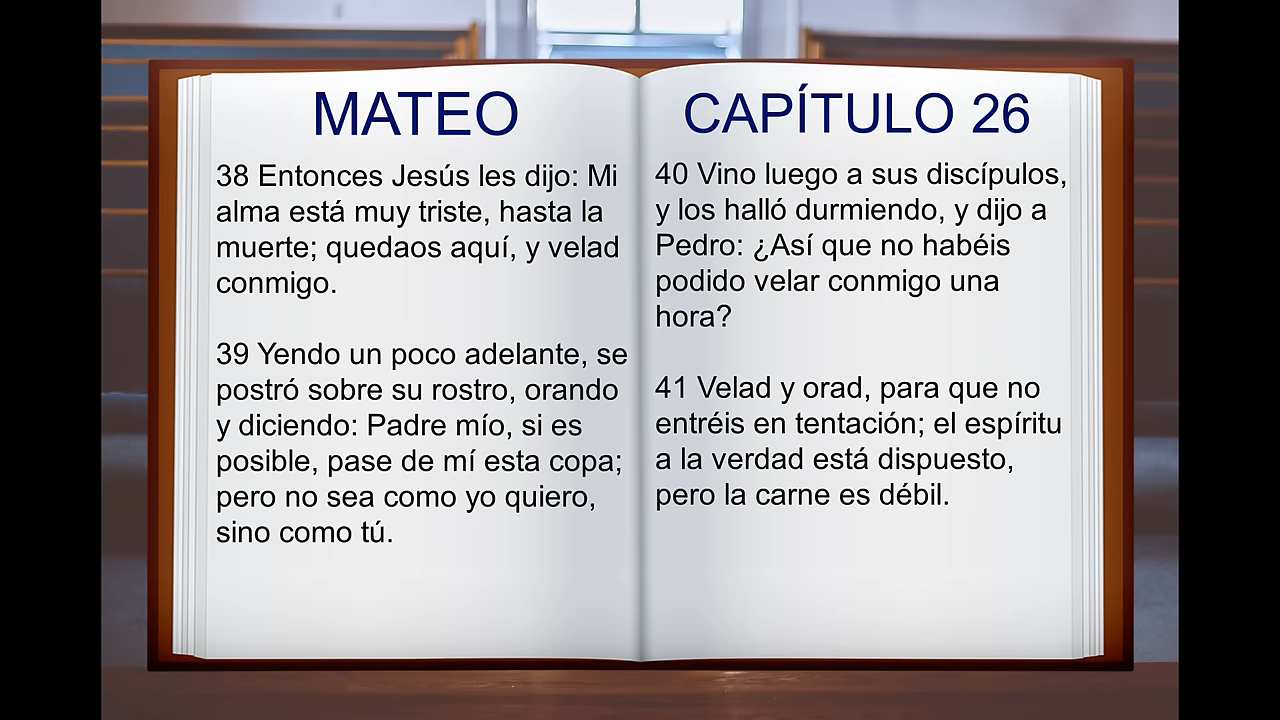 MATEO
38 Entonces Jesús les dijo: Mi
alma está muy triste, hasta la
muerte; quedaos aquí, y velad
conmigo.
39 Yendo un poco adelante, se
postró sobre su rostro, orando
y diciendo: Padre mío, si es
posible, pase de mí esta copa;
pero no sea como yo quiero,
sino como tú.
CAPÍTULO 26
40 Vino luego a sus discípulos,
y los halló durmiendo, y dijo a
Pedro: ¿Así que no habéis
podido velar conmigo una
hora?
41 Velad y orad, para que no
entréis en tentación; el espíritu
a la verdad está dispuesto,
pero la carne es débil.